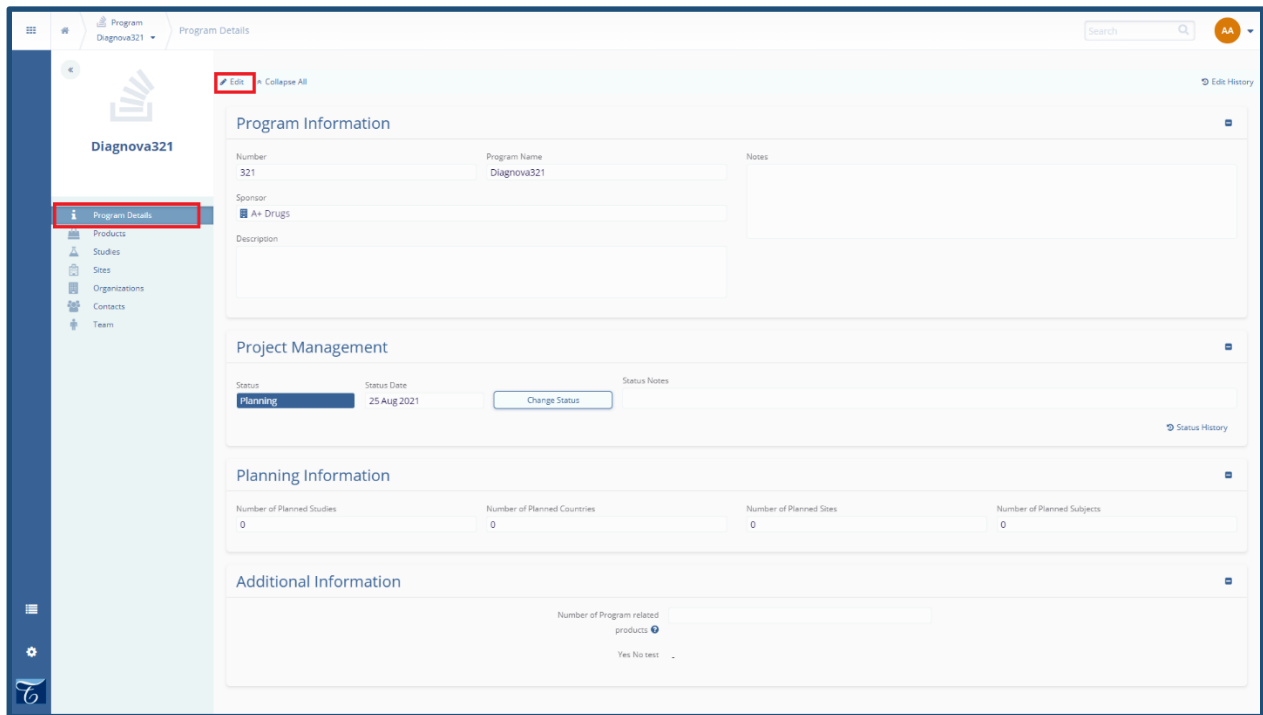 Program
Diagnova321
Program Details
Search
AA
Edit
Collapse All
Edit History
Diagnova321
Program Details
Products
Studies
Sites
Organizations
Contacts
Team
Program Information
Number
Program Name
Notes
321
Diagnova321
Sponsor
A+ Drugs
Description
Project Management
Status
Status Date
Status Notes
Planning
25 Aug 2021
Change Status
Status History
Planning Information
Number of Planned Studies
Number of Planned Countries
Number of Planned Sites
Number of Planned Subjects
0
0
0
0
Additional Information
Number of Program related
products
Yes No test
-